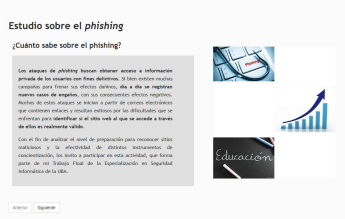 Estudio sobre el phishing
¿Cuánto sabe sobre el phishing?
Los ataques de phishing buscan obtener acceso a información
privada de los usuarios con fines delictivos. Si bien existen muchas
campañas para frenar sus efectos dañinos, día a día se registran
nuevos casos de engaños, con sus consecuentes efectos negativos.
Muchos de estos ataques se inician a partir de correos electrónicos
que contienen enlaces y resultan exitosos por las dificultades que se
enfrentan para identificar si el sitio web al que se accede a través
de ellos es realmente válido.
Con el fin de analizar el nivel de preparación para reconocer sitios
maliciosos y la efectividad de distintos instrumentos de
concientización, los invito a participar en esta actividad, que forma
parte de mi Trabajo Final de la Especialización en Seguridad
Informática de la UBA.
Educación
Anterior
Siguiente